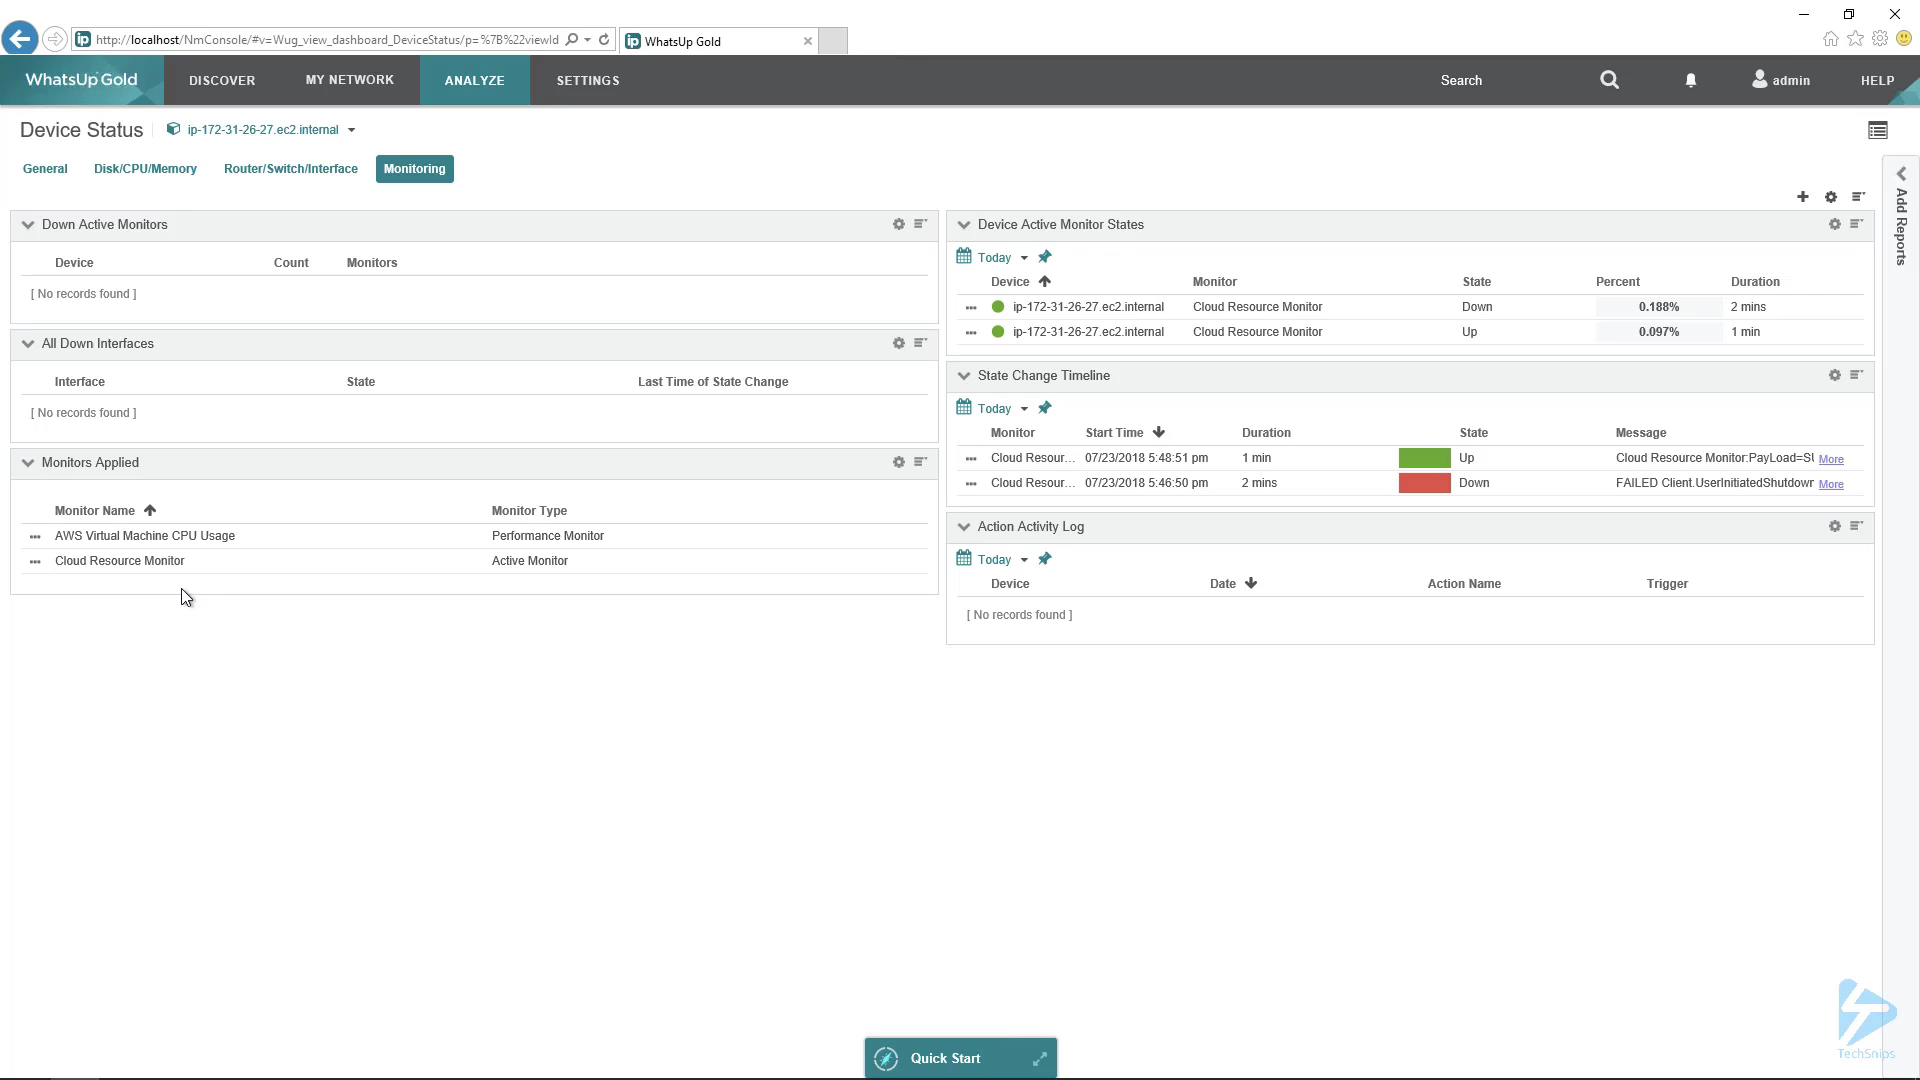 http://localhost/NmConsole/#v=Wug_view_dashboard_DeviceStatus/p=%7B%22viewId
WhatsUp Gold
WhatsUp Gold DISCOVER MY NETWORK ANALYZE SETTINGS Search admin HELP
Device Status ip-172-31-26-27.ec2.internal
General Disk/CPU/Memory Router/Switch/Interface Monitoring
Add Reports
Down Active Monitors
Device Count Monitors
[ No records found ]
All Down Interfaces
Interface State Last Time of State Change
[ No records found ]
Monitors Applied
Monitor Name Monitor Type
AWS Virtual Machine CPU Usage Performance Monitor
Cloud Resource Monitor Active Monitor
Device Active Monitor States
Today
Device Monitor State Percent Duration
ip-172-31-26-27.ec2.internal Cloud Resource Monitor Down 0.188% 2 mins
ip-172-31-26-27.ec2.internal Cloud Resource Monitor Up 0.097% 1 min
State Change Timeline
Today
Monitor Start Time Duration State Message
Cloud Resour... 07/23/2018 5:48:51 pm 1 min Up Cloud Resource Monitor:PayLoad=SU More
Cloud Resour... 07/23/2018 5:46:50 pm 2 mins Down FAILED Client.UserInitiatedShutdown More
Action Activity Log
Today
Device Date Action Name Trigger
[ No records found ]
Quick Start
TechSnips